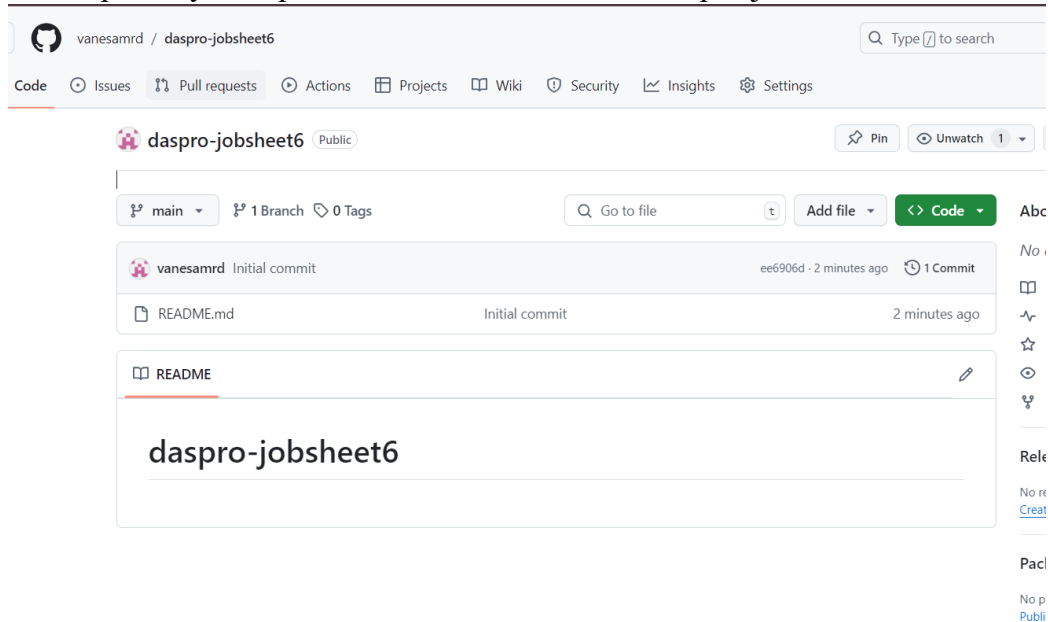 vanesamrd / daspro-jobsheet6
Type / to search
Code Issues Pull requests Actions Projects Wiki Security Insights Settings
daspro-jobsheet6 Public
Pin Unwatch 1
main 1 Branch 0 Tags
Go to file t
Add file <> Code
vanesamrd Initial commit
ee6906d · 2 minutes ago 1 Commit
README.md Initial commit 2 minutes ago
README
daspro-jobsheet6